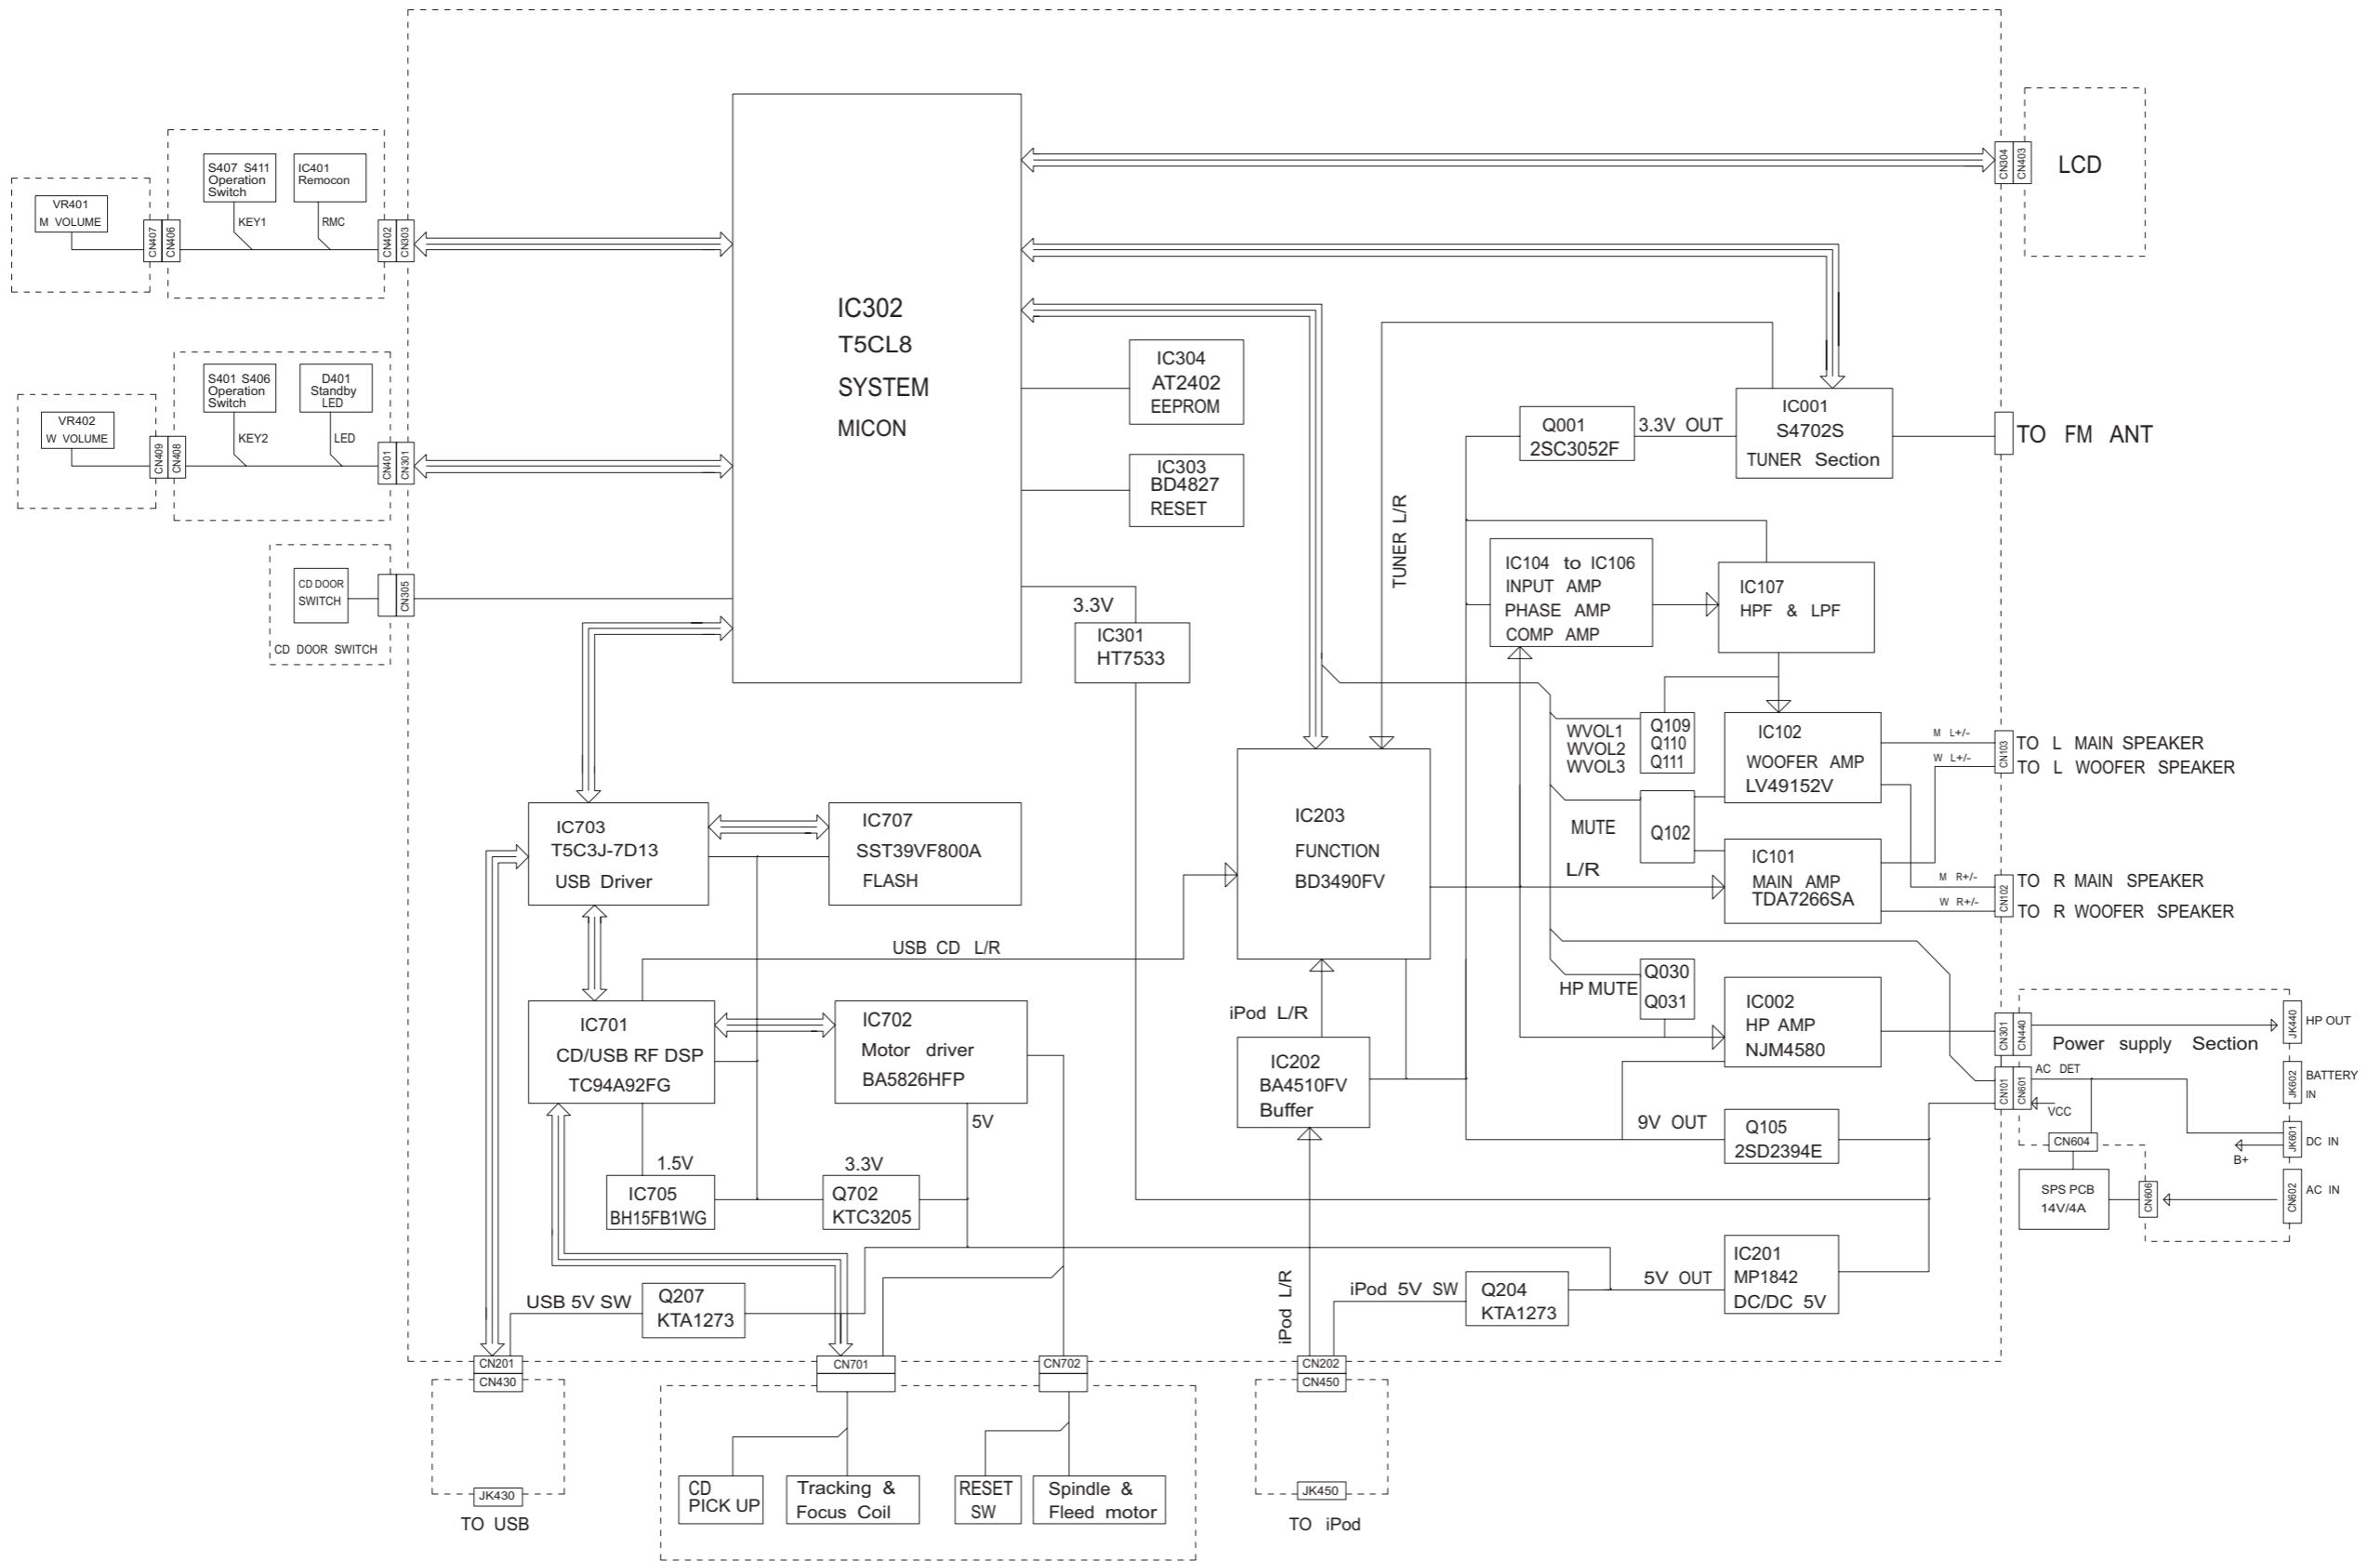 LCD
CN304
CN403
S407 S411
Operation
Switch
IC401
Remocon
VR401
M VOLUME
KEY1
RMC
CN407
CN406
CN402
CN303
IC302
T5CL8
SYSTEM
MICON
IC304
AT2402
EEPROM
IC303
BD4827
RESET
S401 S406
Operation
Switch
D401
Standby
LED
VR402
W VOLUME
KEY2
LED
CN409
CN408
CN401
CN301
CD DOOR
SWITCH
CN305
CD DOOR SWITCH
3.3V
IC301
HT7533
TUNER L/R
Q001
2SC3052F
3.3V OUT
IC001
S4702S
TUNER Section
TO FM ANT
IC104 to IC106
INPUT AMP
PHASE AMP
COMP AMP
IC107
HPF & LPF
WVOL1
WVOL2
WVOL3
Q109
Q110
Q111
IC102
WOOFER AMP
LV49152V
M L+/-
W L+/-
CN103
TO L MAIN SPEAKER
TO L WOOFER SPEAKER
MUTE
Q102
L/R
IC101
MAIN AMP
TDA7266SA
M R+/-
W R+/-
CN102
TO R MAIN SPEAKER
TO R WOOFER SPEAKER
IC703
T5C3J-7D13
USB Driver
IC707
SST39VF800A
FLASH
IC203
FUNCTION
BD3490FV
USB CD L/R
IC701
CD/USB RF DSP
TC94A92FG
IC702
Motor driver
BA5826HFP
iPod L/R
IC202
BA4510FV
Buffer
HP MUTE
Q030
Q031
IC002
HP AMP
NJM4580
CN301
CN440
JK440
HP OUT
Power supply Section
AC DET
CN101
CN601
VCC
JK602
BATTERY
IN
CN604
JK601
DC IN
B+
SPS PCB
14V/4A
CN606
CN602
AC IN
5V
1.5V
IC705
BH15FB1WG
3.3V
Q702
KTC3205
9V OUT
Q105
2SD2394E
USB 5V SW
Q207
KTA1273
iPod L/R
iPod 5V SW
Q204
KTA1273
5V OUT
IC201
MP1842
DC/DC 5V
CN201
CN430
CN701
CN702
CN202
CN450
JK430
TO USB
CD
PICK UP
Tracking &
Focus Coil
RESET
SW
Spindle &
Fleed motor
JK450
TO iPod